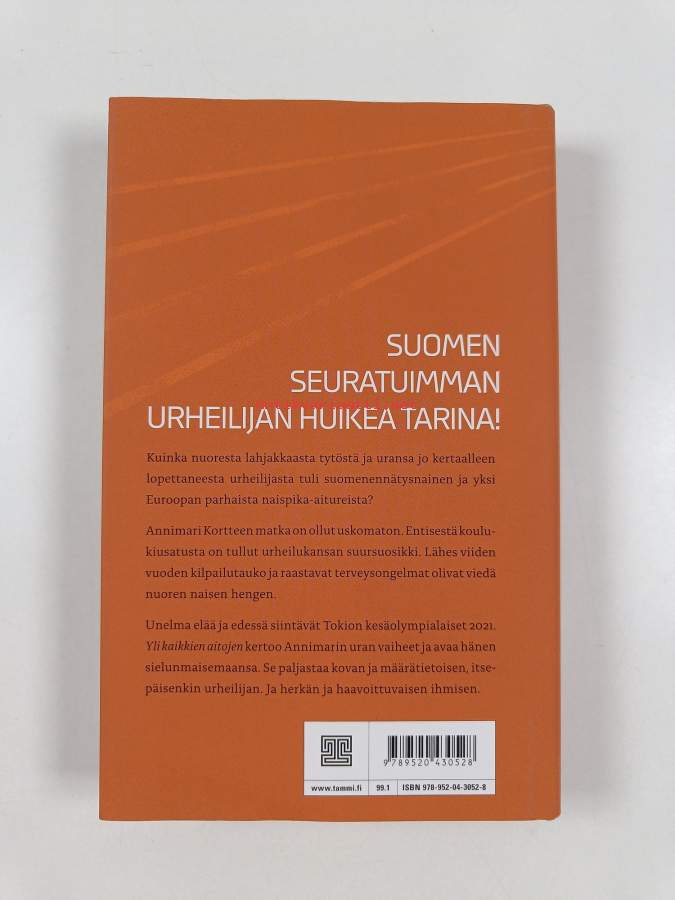 SUOMEN
SEURATUIMMAN
URHEILIJAN HUIKEA TARINA!
Kuinka nuoresta lahjakkaasta tytöstä ja uransa jo kertaalleen
lopettaneesta urheilijasta tuli suomenennätysnainen ja yksi
Euroopan parhaista naispika-aitureista?
Annimari Kortteen matka on ollut uskomaton. Entisestä koulu-
kiusatusta on tullut urheilukansan suursuosikki. Lähes viiden
vuoden kilpailutauko ja raastavat terveysongelmat olivat viedä
nuoren naisen hengen.
Unelma elää ja edessä siintävät Tokion kesäolympialaiset 2021.
Yli kaikkien aitojen kertoo Annimarin uran vaiheet ja avaa hänen
sielunmaisemaansa. Se paljastaa kovan ja määrätietoisen, itse-
päisenkin urheilijan. Ja herkän ja haavoittuvaisen ihmisen.
9 789520 430528
www.tammi.fi 99.1 ISBN 978-952-04-3052-8